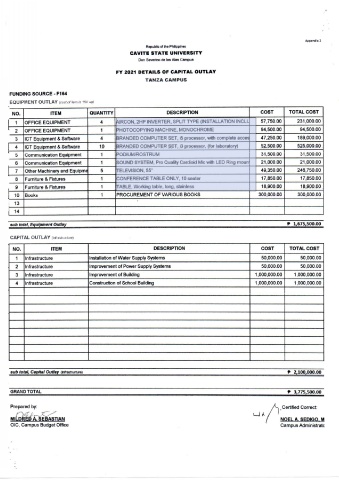 Appendix 2
Republic of the Philippines
CAVITE STATE UNIVERSITY
Don Severino de las Alas Campus
FY 2021 DETAILS OF CAPITAL OUTLAY
TANZA CAMPUS
FUNDING SOURCE - F164
EQUIPMENT OUTLAY
NO. ITEM QUANTITY DESCRIPTION COST TOTAL COST
1 OFFICE EQUIPMENT 4 AIRCON, 2HP INVERTER, SPLIT TYPE (INSTALLATION INCLU 57,750.00 231,000.00
2 OFFICE EQUIPMENT 1 PHOTOCOPYING MACHINE, MONOCHROME 94,500.00 94,500.00
3 ICT Equipment & Software 4 BRANDED COMPUTER SET, i5 processor, with complete acces 47,250.00 189,000.00
4 ICT Equipment & Software 10 BRANDED COMPUTER SET, processor, (for laboratory) 52,500.00 525,000.00
5 Communication Equipment 1 PODIUM/ROSTRUM 31,500.00 31,500.00
6 Communication Equipment 1 SOUND SYSTEM, Pro Quality Cardioid Mic with LED Ring 21,000.00 21,000.00
7 Other Machinery and Equipme 5 TELEVISION, 55" 49,350.00 246,750.00
8 Furniture & Fixtures 1 CONFERENCE TABLE ONLY, 10 seater 17,850.00 17,850.00
9 Furniture & Fixtures 1 TABLE, Working table, long, stainless 18,900.00 18,900.00
10 Books 1 PROCUREMENT OF VARIOUS BOOKS 300,000.00 300,000.00
13
14
sub total, Equipment Outlay ₱ 1,675,500.00
CAPITAL OUTLAY (Infrastructure)
NO. ITEM DESCRIPTION COST TOTAL COST
1 Infrastructure Installation of Water Supply Systems 50,000.00 50,000.00
2 Infrastructure Improvement of Power Supply Systems 50,000.00 50,000.00
3 Infrastructure Improvement of Building 1,000,000.00 1,000,000.00
4 Infrastructure Construction of School Building 1,000,000.00 1,000,000.00
sub total, Capital Outlay (Infrastructure) ₱ 2,100,000.00
GRAND TOTAL ₱ 3,775,500.00
Prepared by: Certified Correct:
MILDRED A. SEBASTIAN NOEL A. SEDIGO, M
OIC, Campus Budget Office Campus Administrato